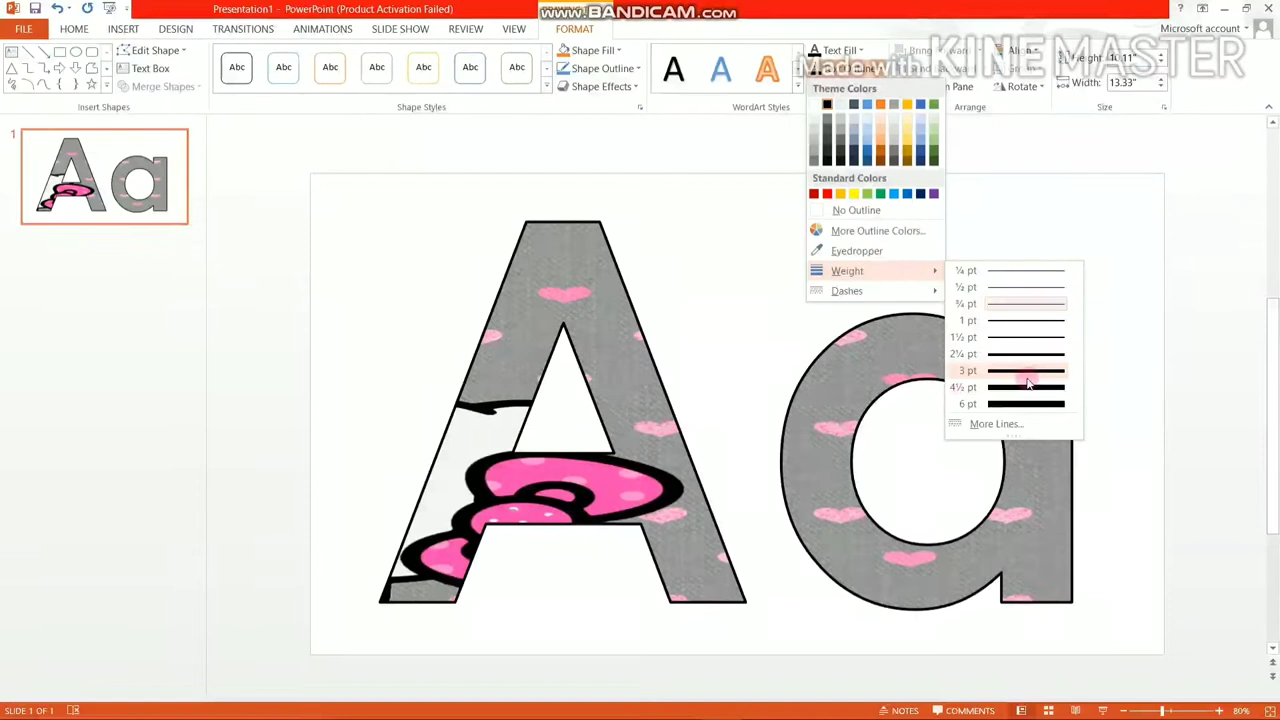 Presentation1 - PowerPoint (Product Activation Failed)
www.BANDICAM.com
FILE HOME INSERT DESIGN TRANSITIONS ANIMATIONS SLIDE SHOW REVIEW VIEW FORMAT
Microsoft account
Edit Shape
Text Box
Merge Shapes
Insert Shapes
Abc Abc Abc Abc Abc Abc Abc
Shape Styles
Shape Fill
Shape Outline
Shape Effects
A A A
WordArt Styles
Text Fill
Made with KINEMASTER
Align
Rotate
Arrange
Height:
Width: 13.33"
Size
Theme Colors
Standard Colors
No Outline
More Outline Colors...
Eyedropper
Weight
Dashes
¼ pt
½ pt
¾ pt
1 pt
1½ pt
2¼ pt
3 pt
4½ pt
6 pt
More Lines...
1
Aa
Aa
SLIDE 1 OF 1
NOTES
COMMENTS
80%